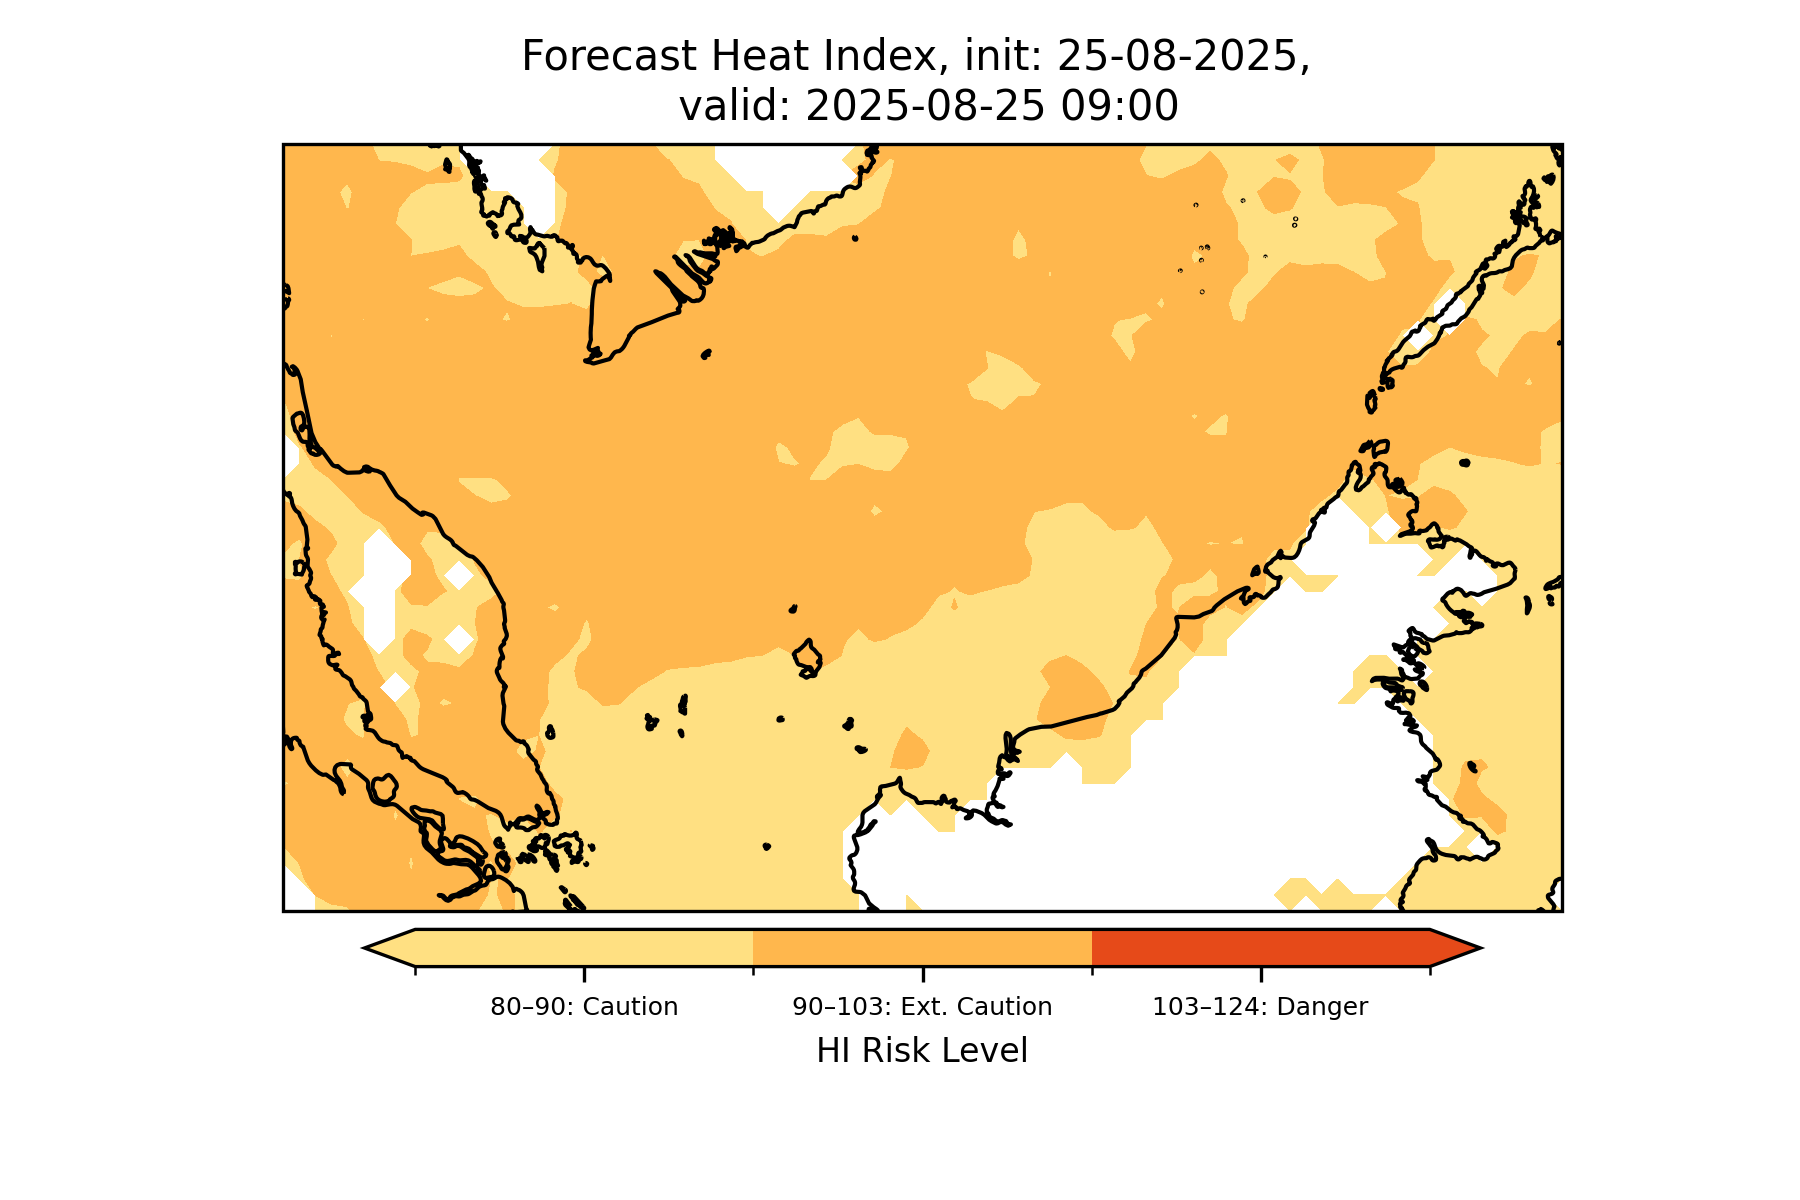 Forecast Heat Index, init: 25-08-2025,
valid: 2025-08-25 09:00
80–90: Caution
90–103: Ext. Caution
103–124: Danger
HI Risk Level